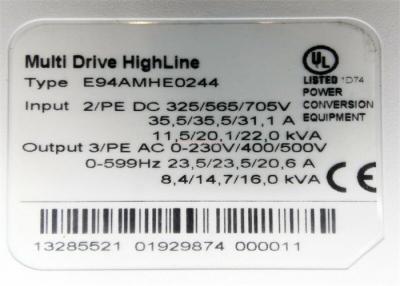 Multi Drive HighLine
Type E94AMHE0244
Input 2/PE DC 325/565/705V
35,5/35,5/31,1 A
11,5/20,1/22,0 kVA
Output 3/PE AC 0-230V/400/500V
0-599Hz 23,5/23,5/20,6 A
8,4/14,7/16,0 kVA
UL
LISTED 1D74
POWER
CONVERSION
EQUIPMENT
CE
13285521 01929874 000011